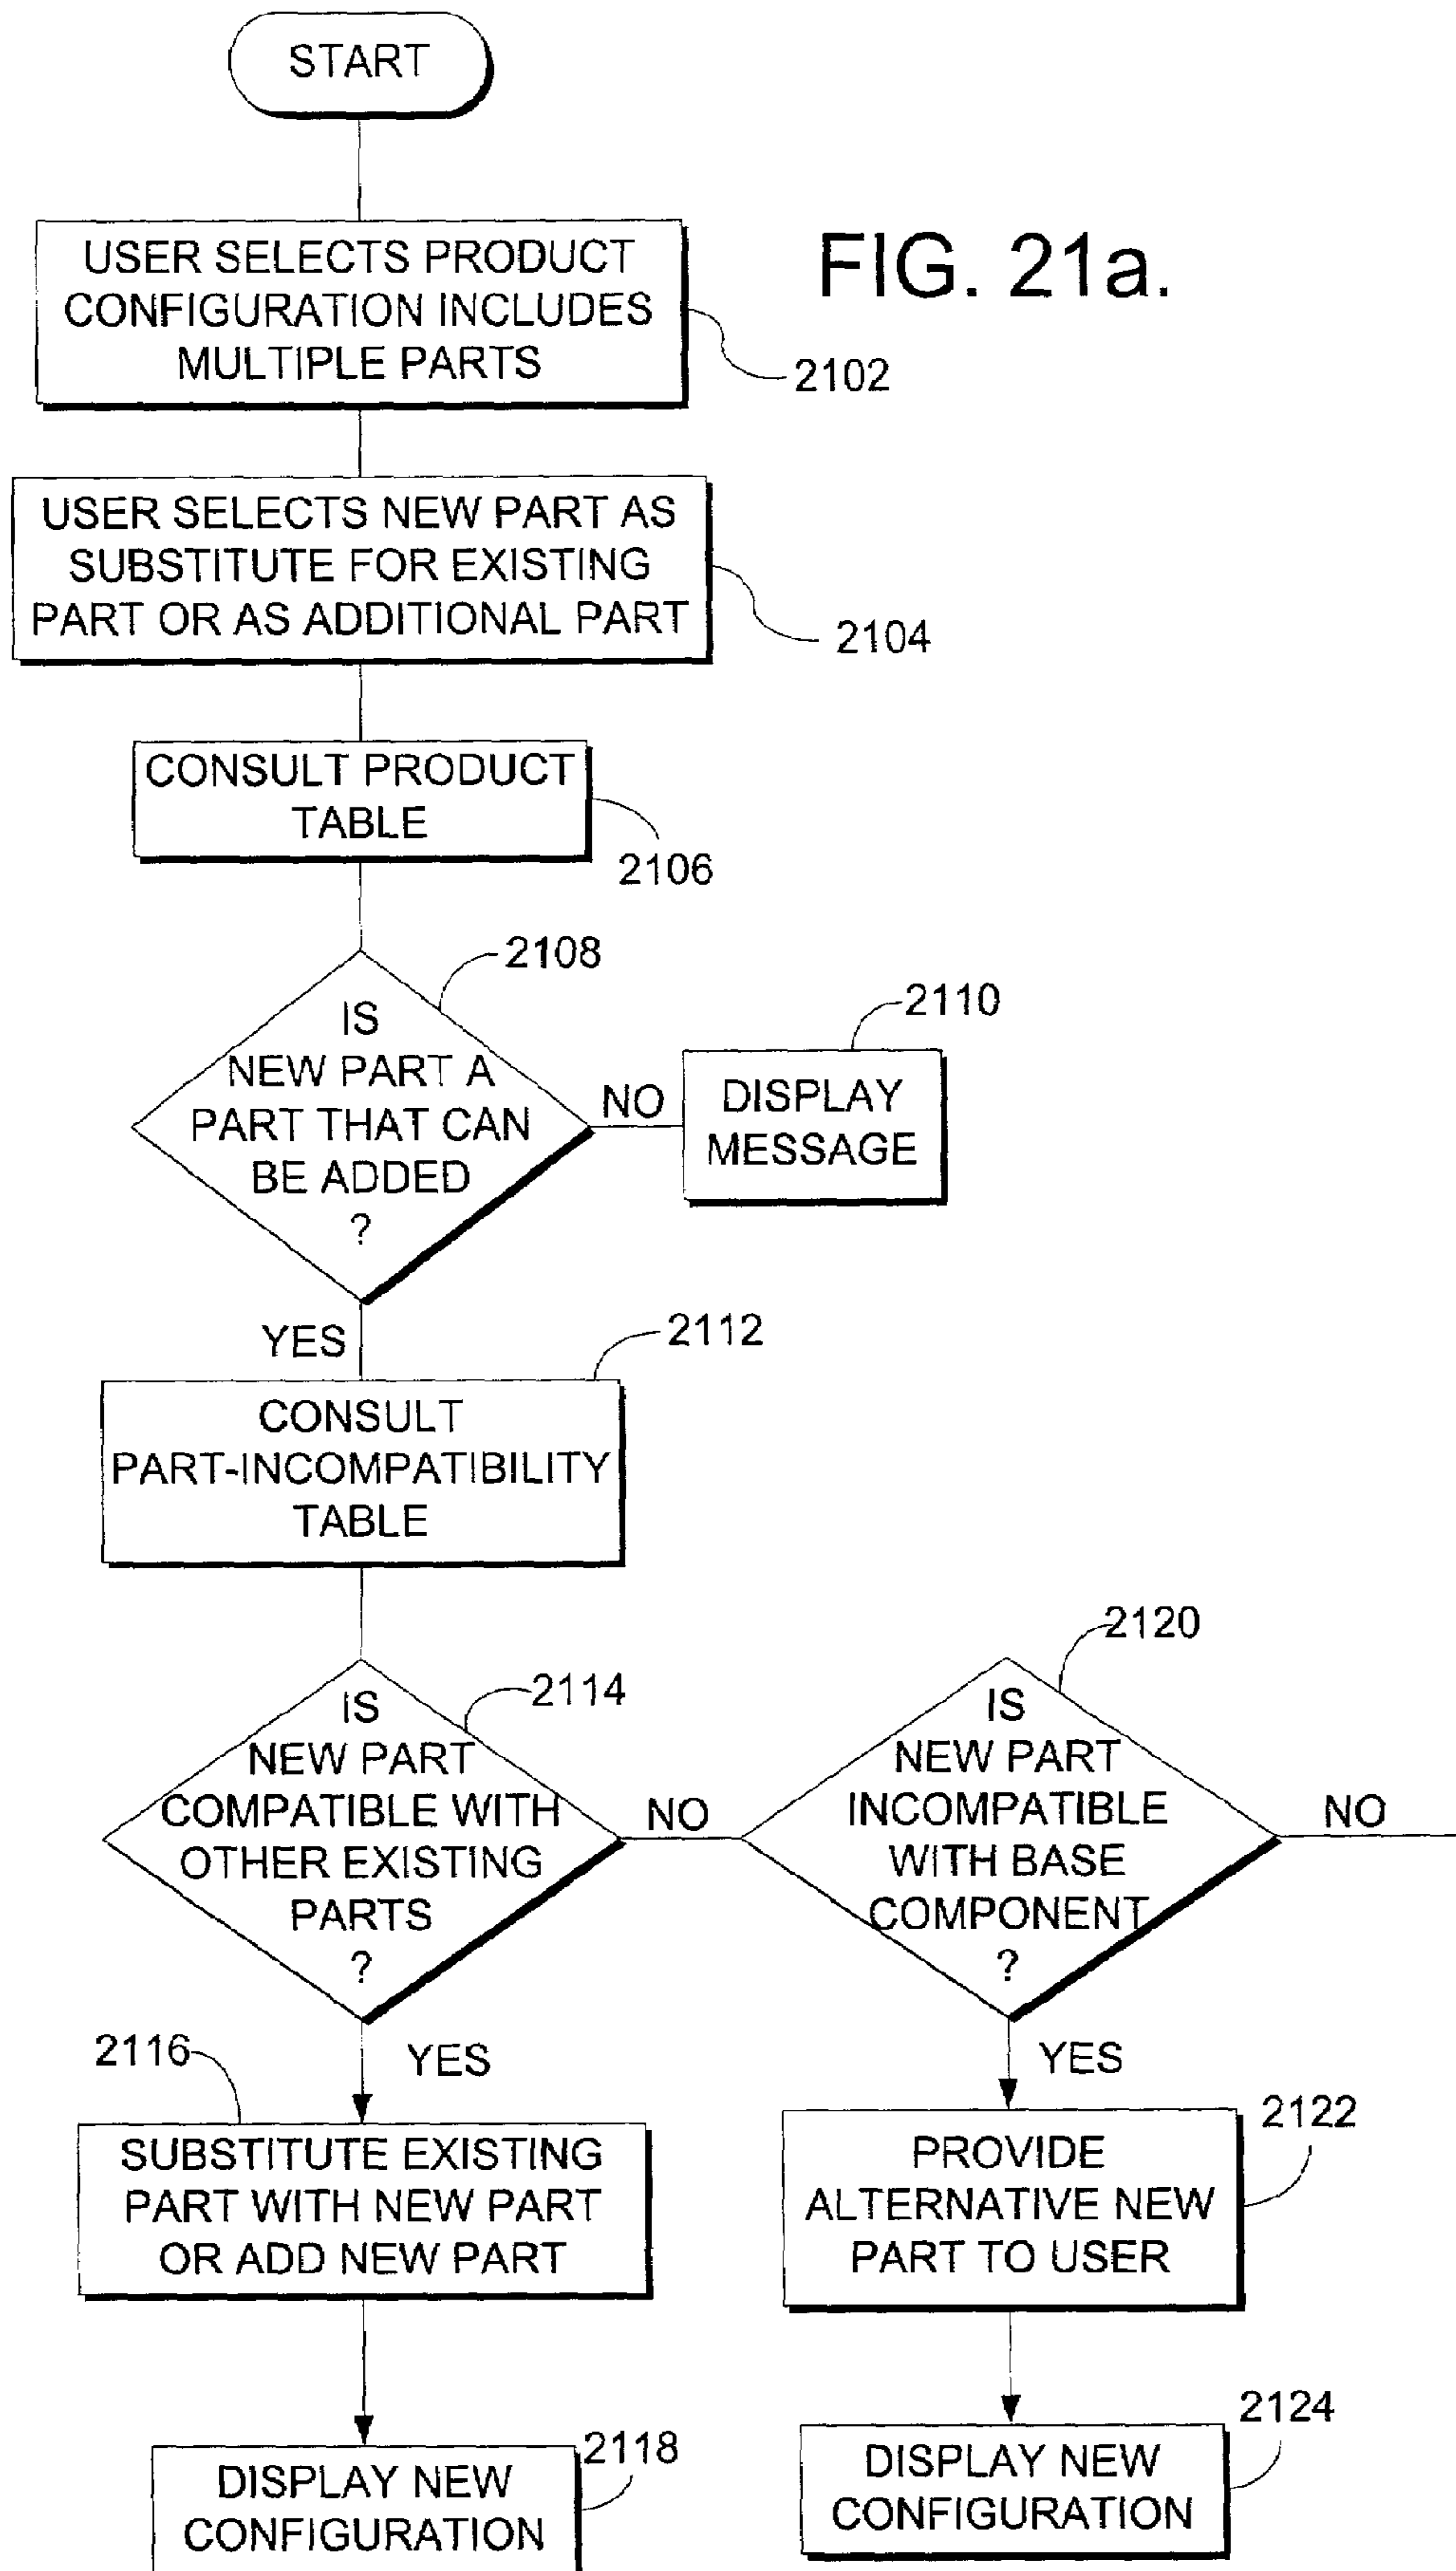 START
FIG. 21a.
USER SELECTS PRODUCT
CONFIGURATION INCLUDES
MULTIPLE PARTS
2102
USER SELECTS NEW PART AS
SUBSTITUTE FOR EXISTING
PART OR AS ADDITIONAL PART
2104
CONSULT PRODUCT
TABLE
2106
2108
IS
NEW PART A
PART THAT CAN
BE ADDED
?
NO
2110
DISPLAY
MESSAGE
YES
2112
CONSULT
PART-INCOMPATIBILITY
TABLE
2114
IS
NEW PART
COMPATIBLE WITH
OTHER EXISTING
PARTS
?
NO
2120
IS
NEW PART
INCOMPATIBLE
WITH BASE
COMPONENT
?
NO
YES
2116
SUBSTITUTE EXISTING
PART WITH NEW PART
OR ADD NEW PART
YES
2122
PROVIDE
ALTERNATIVE NEW
PART TO USER
2118
DISPLAY NEW
CONFIGURATION
2124
DISPLAY NEW
CONFIGURATION